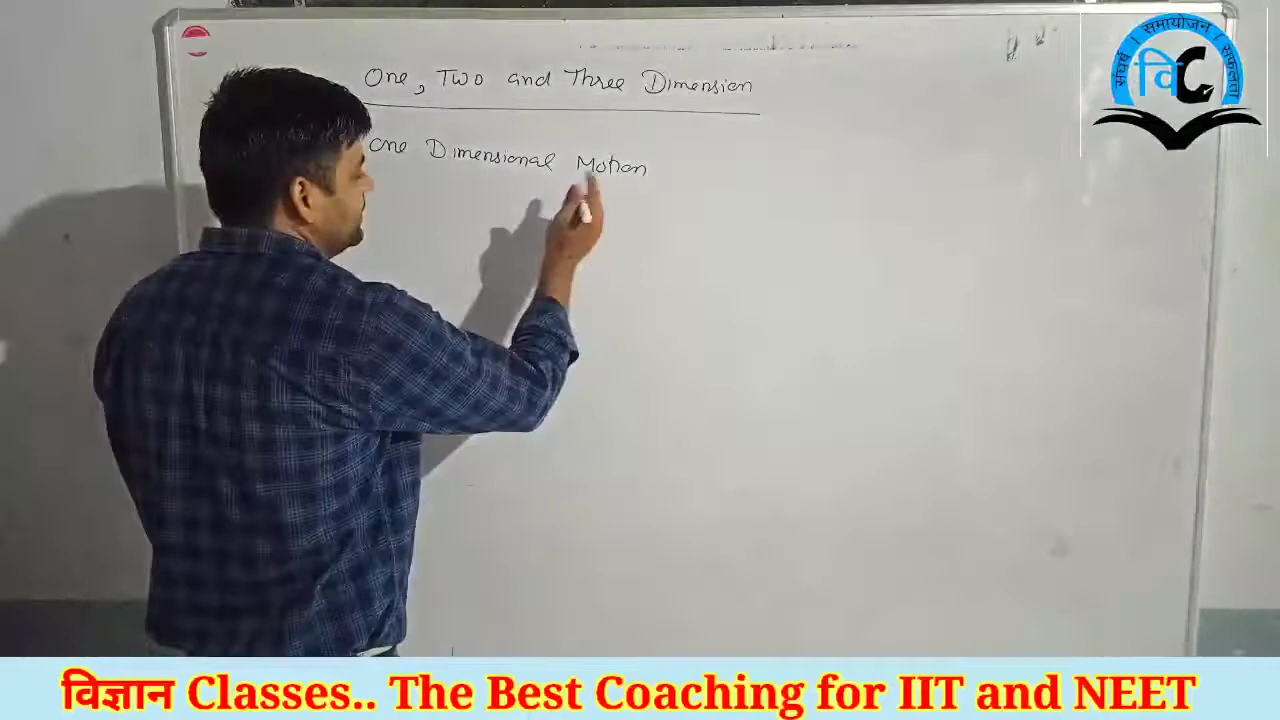 One, Two and Three Dimension
One Dimensional Motion
संघर्ष । समायोजन । सफलता
वि C
विज्ञान Classes.. The Best Coaching for IIT and NEET